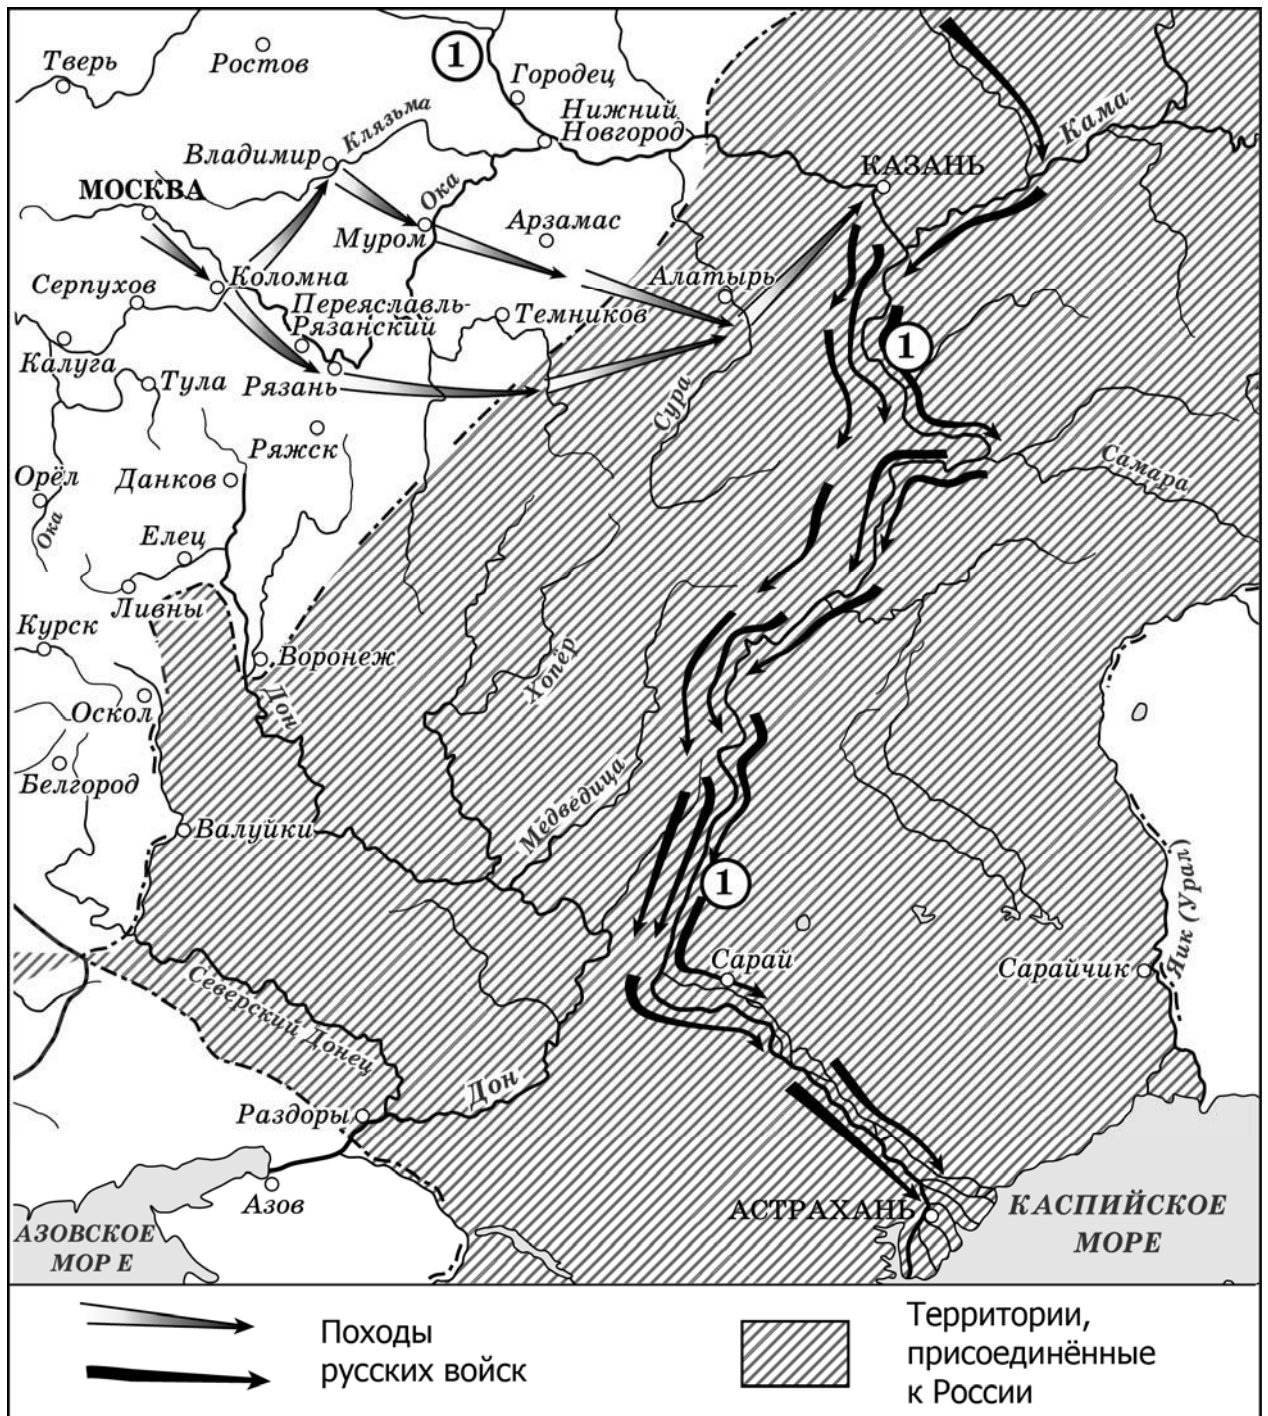 Тверь
Ростов
1
Городец
Нижний
Новгород
Клязьма
Кама
Владимир
КАЗАНЬ
МОСКВА
Ока
Муром
Арзамас
Серпухов
Коломна
Алатырь
Переяславль-
Рязанский
Темников
1
Калуга
Тула
Рязань
Сура
Ряжск
Орёл
Данков
Самара
Ока
Елец
Ливны
Курск
Воронеж
Хопёр
Дон
Оскол
Белгород
Медведица
Валуйки
1
Яик (Урал)
Сарай
Сарайчик
Северский Донец
Дон
Раздоры
Азов
АСТРАХАНЬ
КАСПИЙСКОЕ
МОРЕ
АЗОВСКОЕ
МОРЕ
Походы
русских войск
Территории,
присоединённые
к России